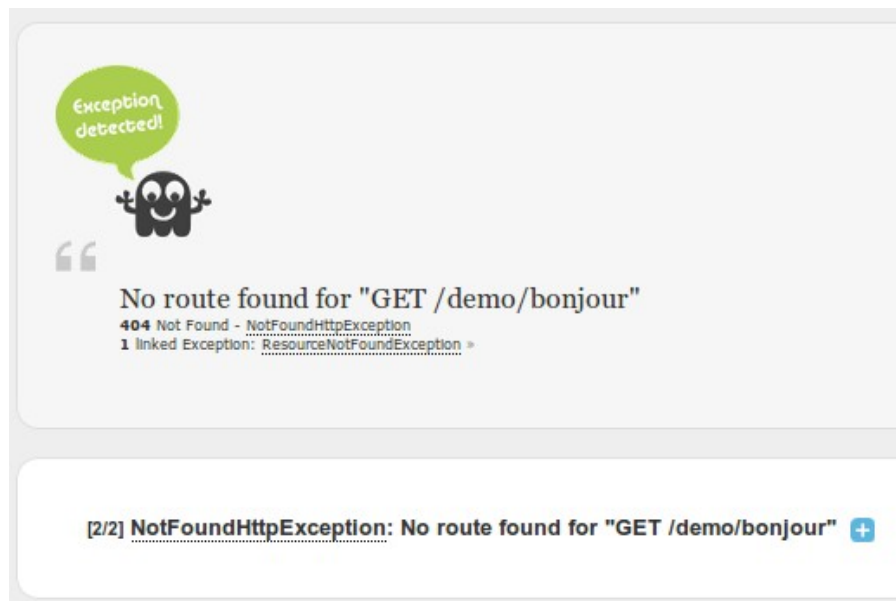 Exception
detected!
No route found for "GET /demo/bonjour"
404 Not Found - NotFoundHttpException
1 linked Exception: ResourceNotFoundException »
[2/2] NotFoundHttpException: No route found for "GET /demo/bonjour"